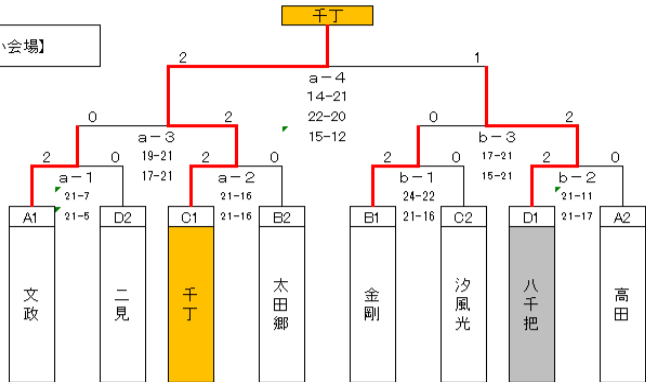 千丁
い会場】
2 1
a-4
14-21
22-20
15-12
0 2 0 2
a-3 b-3
19-21 17-21
17-21 15-21
2 0 2 0 2 0 2 0
a-1 a-2 b-1 b-2
21-7 21-16 24-22 21-11
21-5 21-16 21-16 21-17
A1 D2 C1 B2 B1 C2 D1 A2
文政 二見 千丁 太田郷 金剛 汐風光 八千把 高田